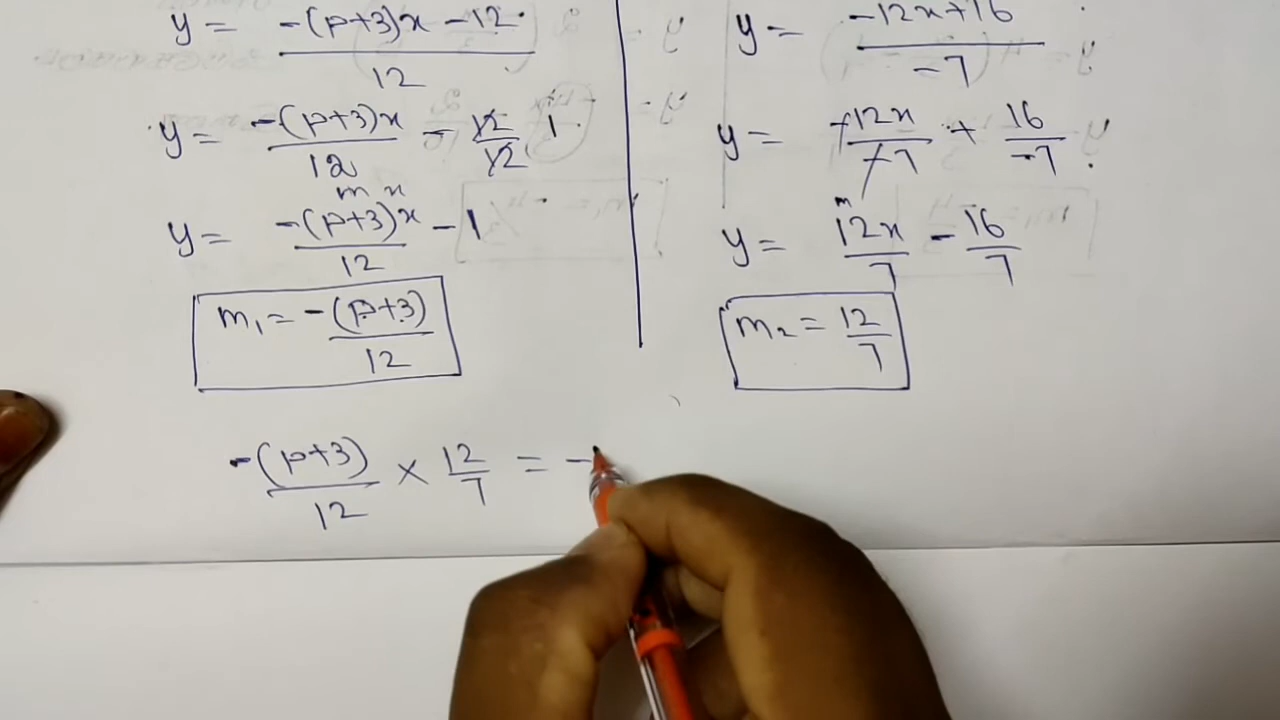 y = -(p+3)x - 12 / 12
y = -(p+3)x / 12 - 12/12 1
m x
y = -(p+3)x / 12 - 1
m₁ = -(p+3) / 12
y = -12x+16 / -7
y = -12x / -7 + 16 / -7
m
y = 12x / 7 - 16 / 7
m₂ = 12 / 7
-(p+3) / 12 × 12 / 7 = -